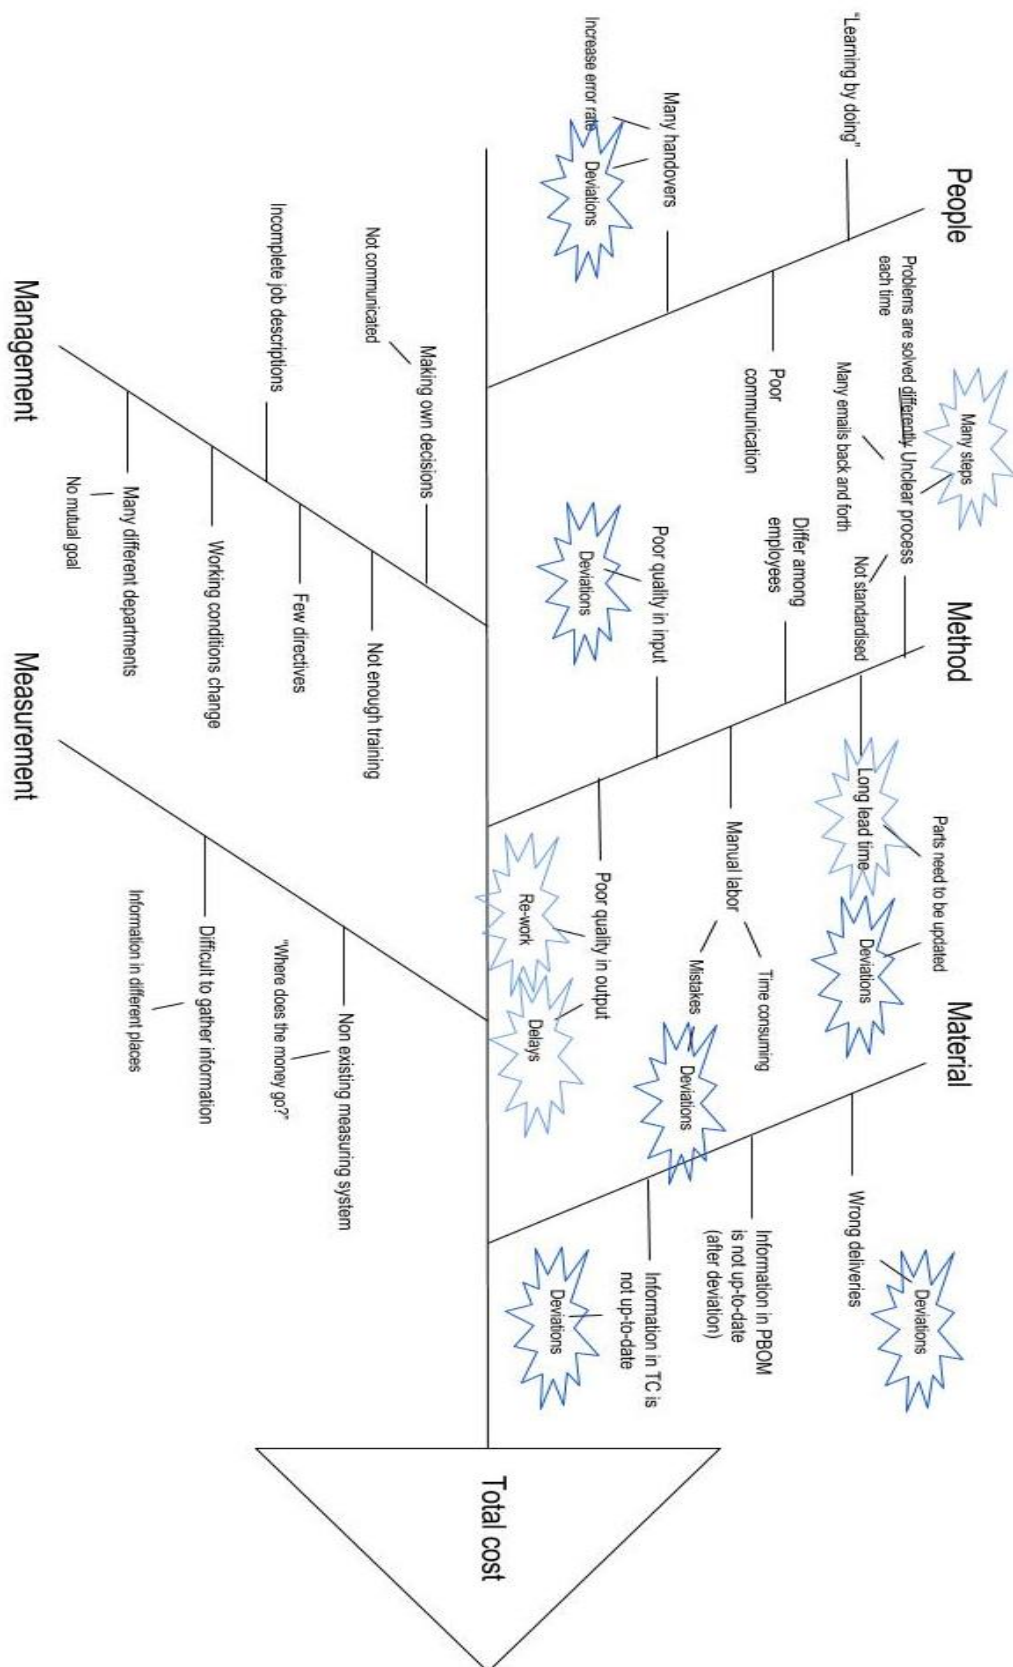 People
"Learning by doing"
Many handovers
Increase error rate
Deviations
Poor
communication
Method
Many steps
Problems are solved differently
each time
Unclear process
Many emails back and forth
Not standardised
Differ among
employees
Poor quality in input
Deviations
Long lead time
Parts need to be updated
Deviations
Manual labor
Time consuming
Mistakes
Deviations
Poor quality in output
Re-work
Delays
Material
Wrong deliveries
Deviations
Information in PBOM
is not up-to-date
(after deviation)
Information in TC is
not up-to-date
Deviations
Total cost
Management
Making own decisions
Not communicated
Incomplete job descriptions
Not enough training
Few directives
Working conditions change
Many different departments
No mutual goal
Measurement
Non existing measuring system
"Where does the money go?"
Difficult to gather information
Information in different places